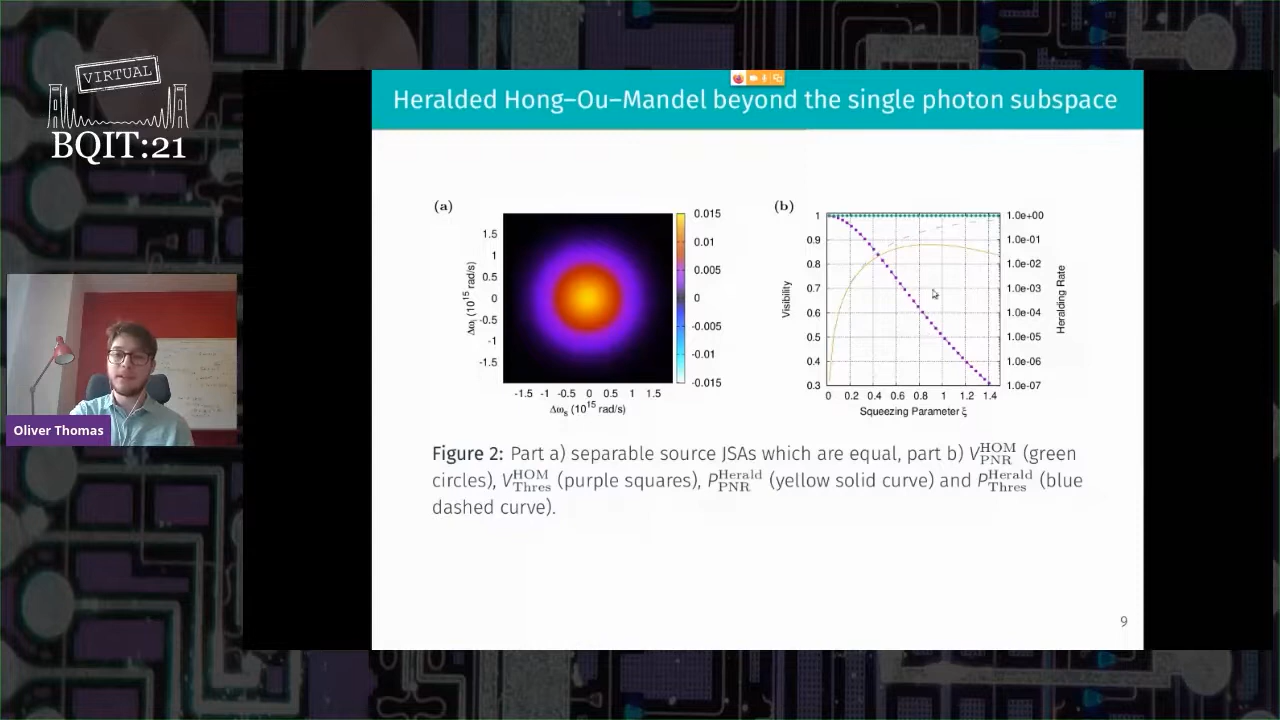 VIRTUAL
BQIT:21
Heralded Hong–Ou–Mandel beyond the single photon subspace
(a)
0.015
0.01
0.005
0
-0.005
-0.01
-0.015
1.5
1
0.5
0
-0.5
-1
-1.5
Δωᵢ (10¹⁵ rad/s)
-1.5 -1 -0.5 0 0.5 1 1.5
Δωₛ (10¹⁵ rad/s)
(b)
1
0.9
0.8
0.7
0.6
0.5
0.4
0.3
Visibility
1.0e+00
1.0e-01
1.0e-02
1.0e-03
1.0e-04
1.0e-05
1.0e-06
1.0e-07
Heralding Rate
0 0.2 0.4 0.6 0.8 1 1.2 1.4
Squeezing Parameter ξ
Figure 2: Part a) separable source JSAs which are equal, part b) V^HOM_PNR (green
circles), V^HOM_Thres (purple squares), P^Herald_PNR (yellow solid curve) and P^Herald_Thres (blue
dashed curve).
9
Oliver Thomas